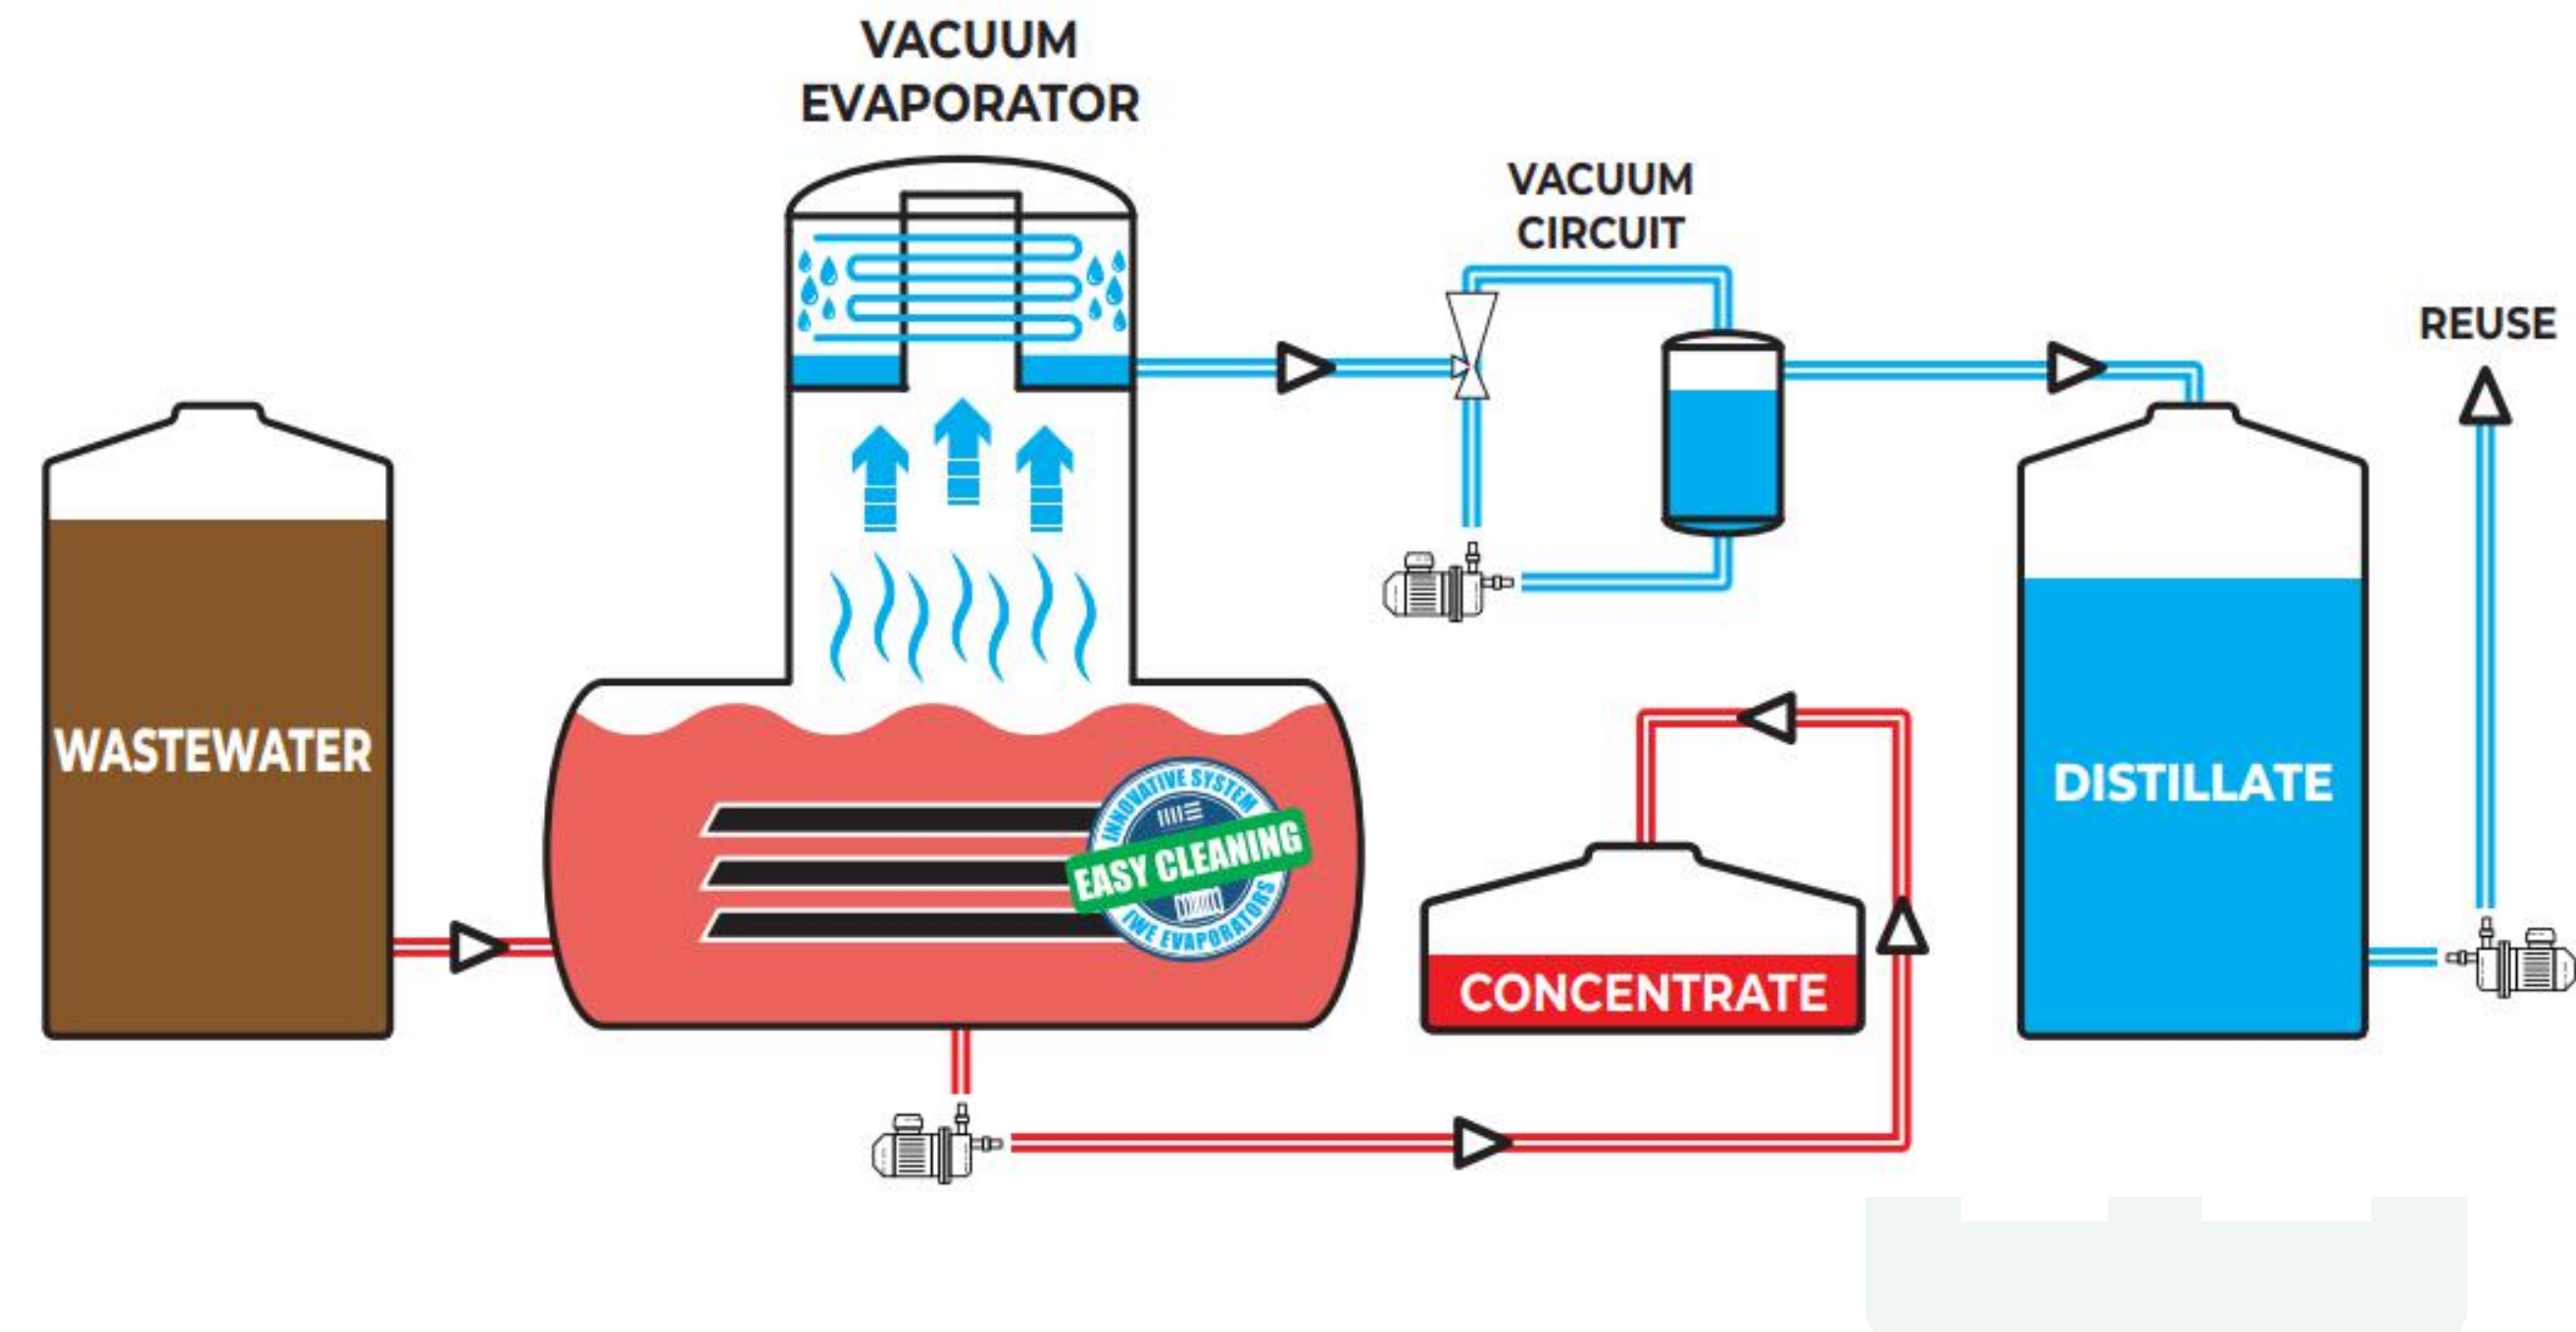 VACUUM
EVAPORATOR
VACUUM
CIRCUIT
REUSE
WASTEWATER
INNOVATIVE SYSTEM
EASY CLEANING
IWE EVAPORATORS
DISTILLATE
CONCENTRATE